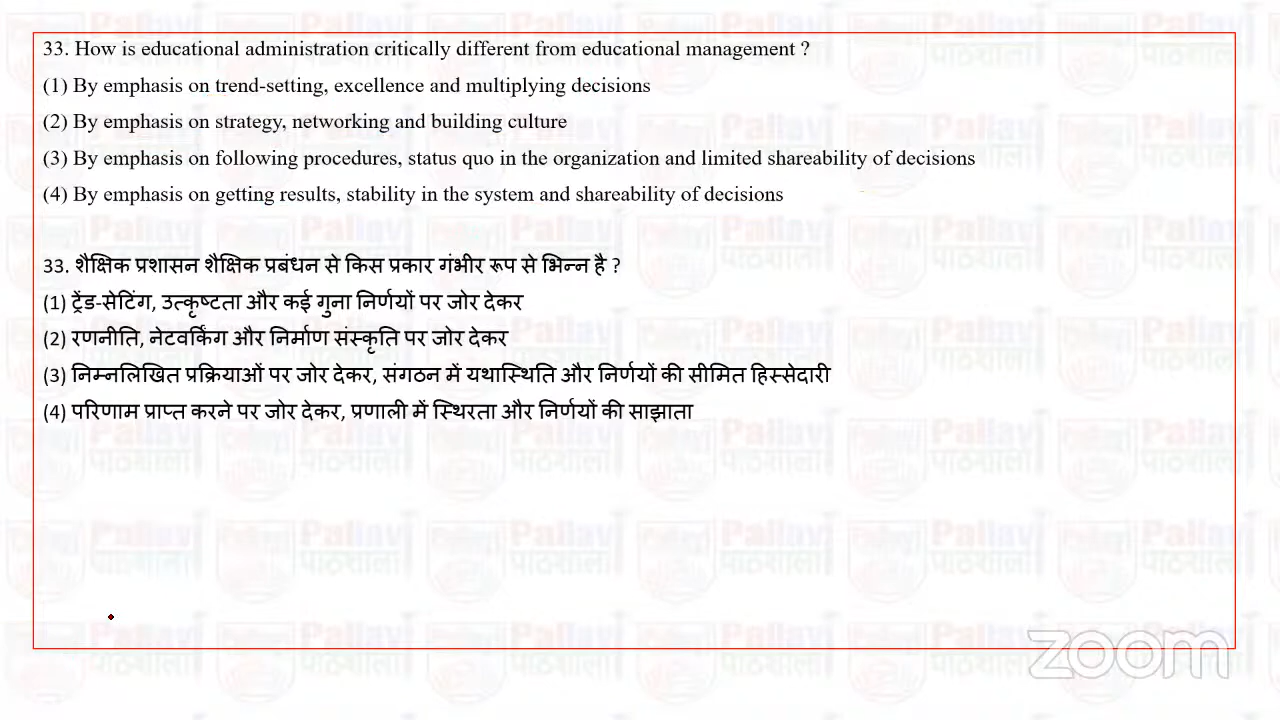 33. How is educational administration critically different from educational management ?
(1) By emphasis on trend-setting, excellence and multiplying decisions
(2) By emphasis on strategy, networking and building culture
(3) By emphasis on following procedures, status quo in the organization and limited shareability of decisions
(4) By emphasis on getting results, stability in the system and shareability of decisions
33. शैक्षिक प्रशासन शैक्षिक प्रबंधन से किस प्रकार गंभीर रूप से भिन्न है ?
(1) ट्रेंड-सेटिंग, उत्कृष्टता और कई गुना निर्णयों पर जोर देकर
(2) रणनीति, नेटवर्किंग और निर्माण संस्कृति पर जोर देकर
(3) निम्नलिखित प्रक्रियाओं पर जोर देकर, संगठन में यथास्थिति और निर्णयों की सीमित हिस्सेदारी
(4) परिणाम प्राप्त करने पर जोर देकर, प्रणाली में स्थिरता और निर्णयों की साझाता
zoom